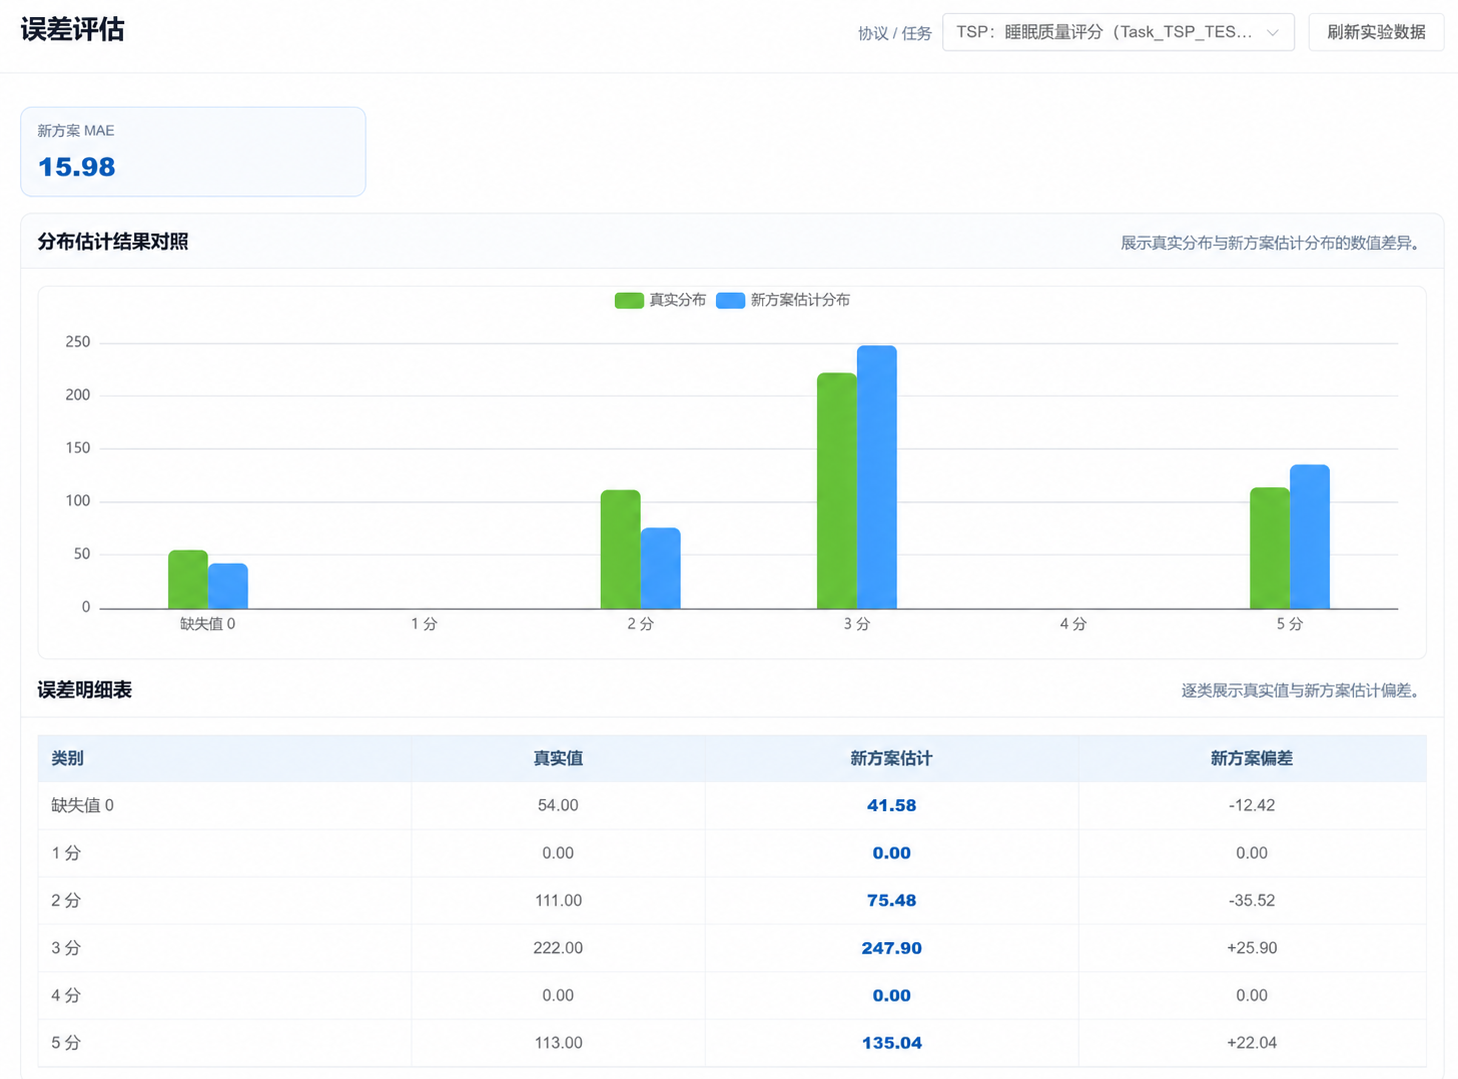 误差评估
协议 / 任务 TSP：睡眠质量评分（Task_TSP_TES... 刷新实验数据
新方案 MAE
15.98
分布估计结果对照
展示真实分布与新方案估计分布的数值差异。
真实分布 新方案估计分布
250
200
150
100
50
0
缺失值 0 1 分 2 分 3 分 4 分 5 分
误差明细表
逐类展示真实值与新方案估计偏差。
类别 真实值 新方案估计 新方案偏差
缺失值 0 54.00 41.58 -12.42
1 分 0.00 0.00 0.00
2 分 111.00 75.48 -35.52
3 分 222.00 247.90 +25.90
4 分 0.00 0.00 0.00
5 分 113.00 135.04 +22.04